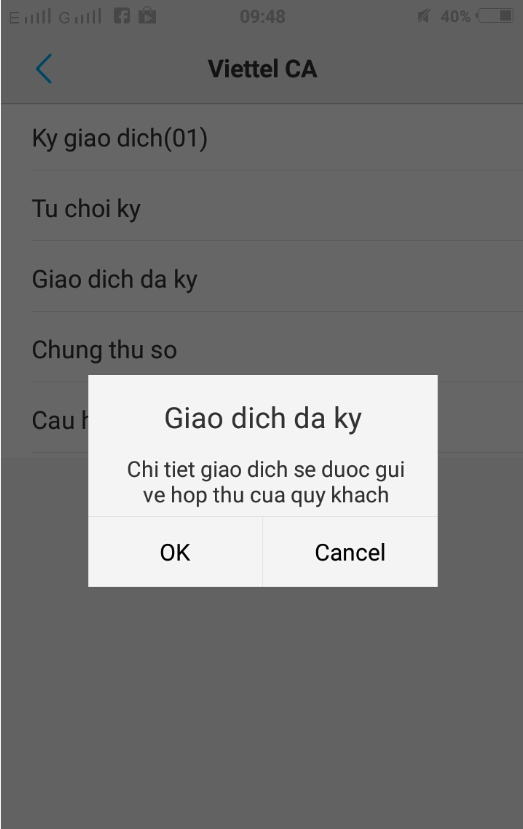 E G 09:48 40%
Viettel CA
Ky giao dich(01)
Tu choi ky
Giao dich da ky
Chung thu so
Cau
Giao dich da ky
Chi tiet giao dich se duoc gui
ve hop thu cua quy khach
OK Cancel